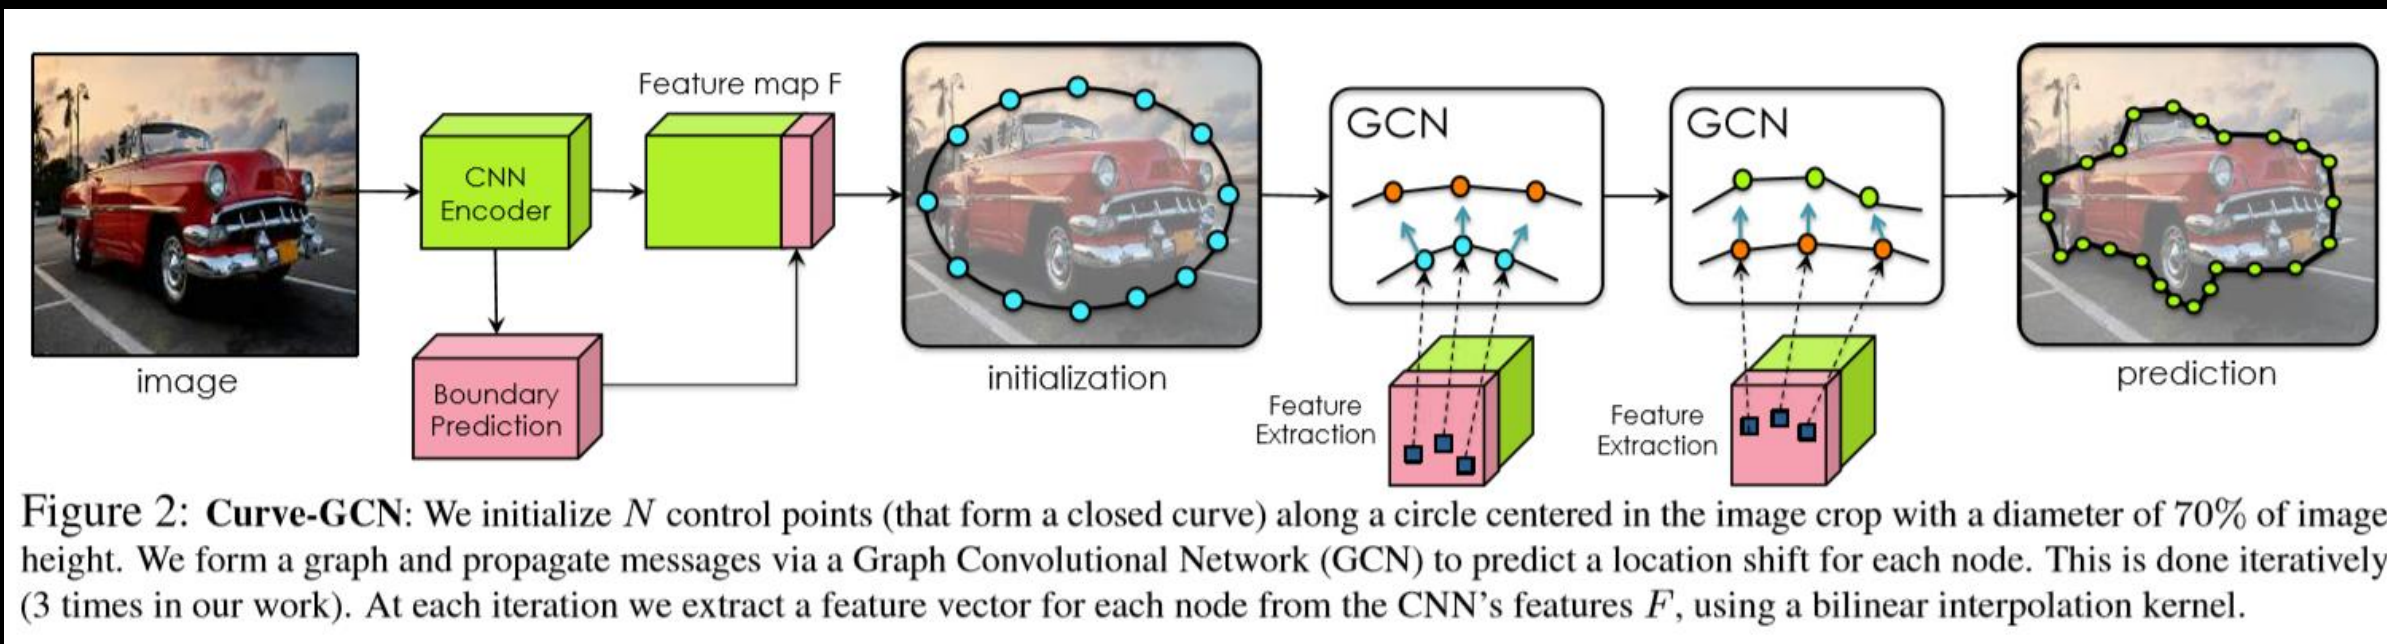 Feature map F
CNN
Encoder
GCN
GCN
Boundary
Prediction
image
initialization
Feature
Extraction
Feature
Extraction
prediction
Figure 2: Curve-GCN: We initialize N control points (that form a closed curve) along a circle centered in the image crop with a diameter of 70% of image
height. We form a graph and propagate messages via a Graph Convolutional Network (GCN) to predict a location shift for each node. This is done iteratively
(3 times in our work). At each iteration we extract a feature vector for each node from the CNN's features F, using a bilinear interpolation kernel.